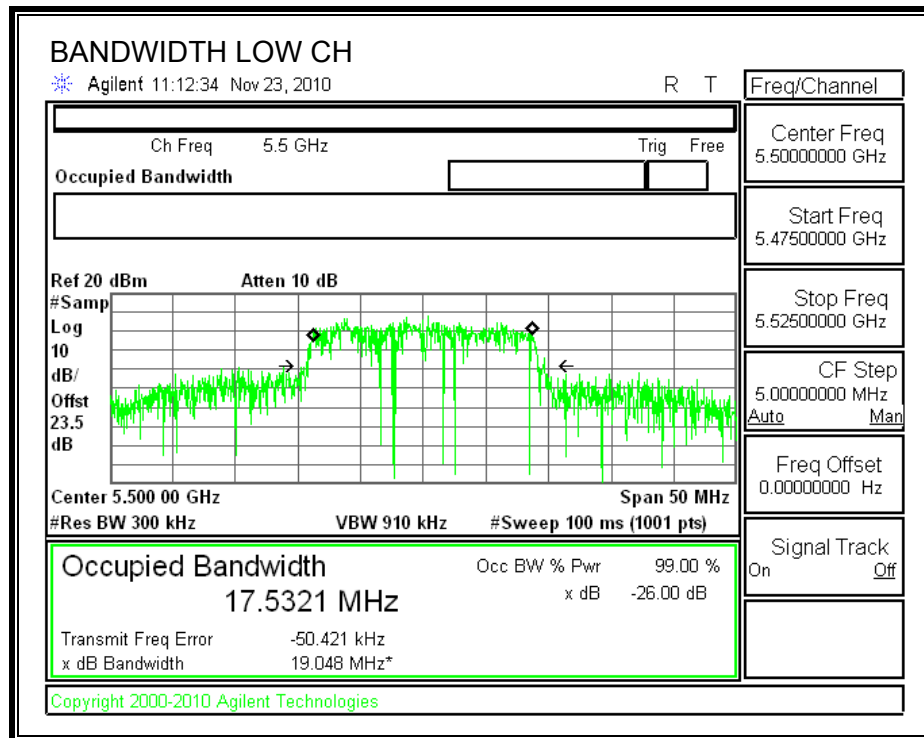 BANDWIDTH LOW CH
Agilent 11:12:34 Nov 23, 2010
R T
Freq/Channel
Ch Freq 5.5 GHz
Trig Free
Occupied Bandwidth
Center Freq
5.50000000 GHz
Start Freq
5.47500000 GHz
Stop Freq
5.52500000 GHz
CF Step
5.00000000 MHz
Auto Man
Freq Offset
0.00000000 Hz
Signal Track
On Off
Ref 20 dBm Atten 10 dB
#Samp
Log
10
dB/
Offst
23.5
dB
Center 5.500 00 GHz Span 50 MHz
#Res BW 300 kHz VBW 910 kHz #Sweep 100 ms (1001 pts)
Occupied Bandwidth
17.5321 MHz
Occ BW % Pwr 99.00 %
x dB -26.00 dB
Transmit Freq Error -50.421 kHz
x dB Bandwidth 19.048 MHz*
Copyright 2000-2010 Agilent Technologies